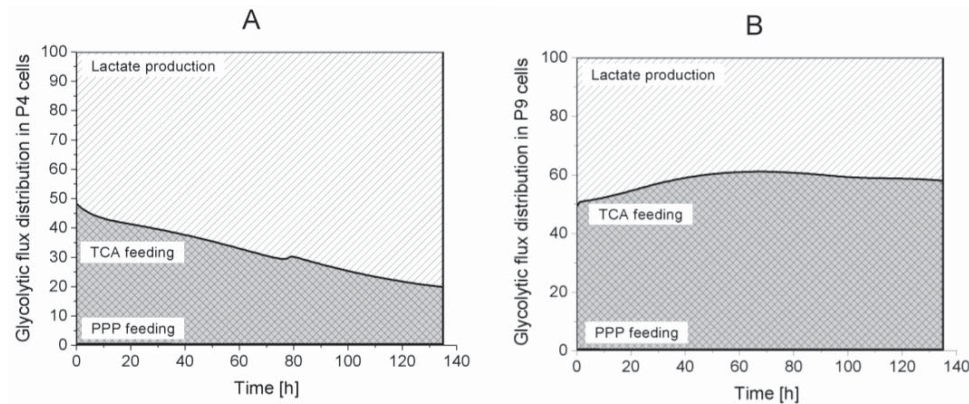 A
Glycolytic flux distribution in P4 cells
100
90
80
70
60
50
40
30
20
10
0
Lactate production
TCA feeding
PPP feeding
0 20 40 60 80 100 120 140
Time [h]
B
Glycolytic flux distribution in P9 cells
100
80
60
40
20
0
Lactate production
TCA feeding
PPP feeding
0 20 40 60 80 100 120 140
Time [h]